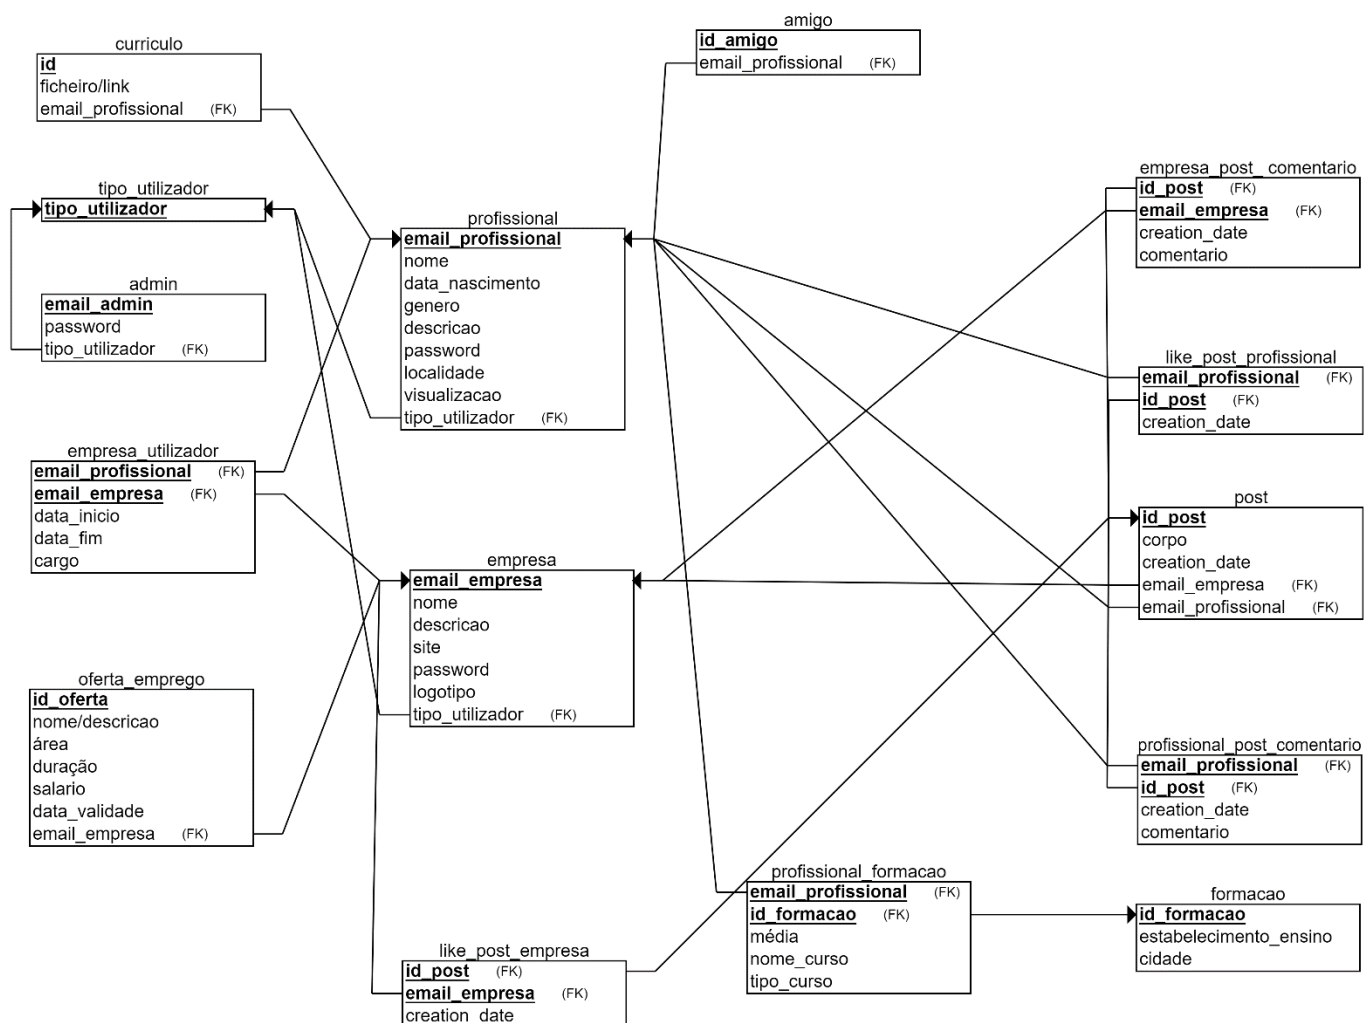 curriculo
id
ficheiro/link
email_profissional (FK)
tipo_utilizador
tipo_utilizador
admin
email_admin
password
tipo_utilizador (FK)
empresa_utilizador
email_profissional (FK)
email_empresa (FK)
data_inicio
data_fim
cargo
oferta_emprego
id_oferta
nome/descricao
área
duração
salario
data_validade
email_empresa (FK)
profissional
email_profissional
nome
data_nascimento
genero
descricao
password
localidade
visualizacao
tipo_utilizador (FK)
empresa
email_empresa
nome
descricao
site
password
logotipo
tipo_utilizador (FK)
like_post_empresa
id_post (FK)
email_empresa (FK)
creation_date
amigo
id_amigo
email_profissional (FK)
profissional_formacao
email_profissional (FK)
id_formacao (FK)
média
nome_curso
tipo_curso
empresa_post_comentario
id_post (FK)
email_empresa (FK)
creation_date
comentario
like_post_profissional
email_profissional (FK)
id_post (FK)
creation_date
post
id_post
corpo
creation_date
email_empresa (FK)
email_profissional (FK)
profissional_post_comentario
email_profissional (FK)
id_post (FK)
creation_date
comentario
formacao
id_formacao
estabelecimento_ensino
cidade